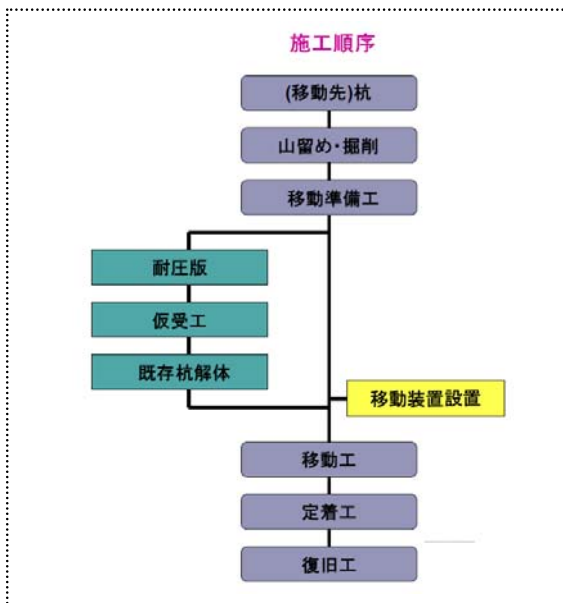 施工順序
(移動先)杭
山留め・掘削
移動準備工
耐圧版
仮受工
既存杭解体
移動装置設置
移動工
定着工
復旧工